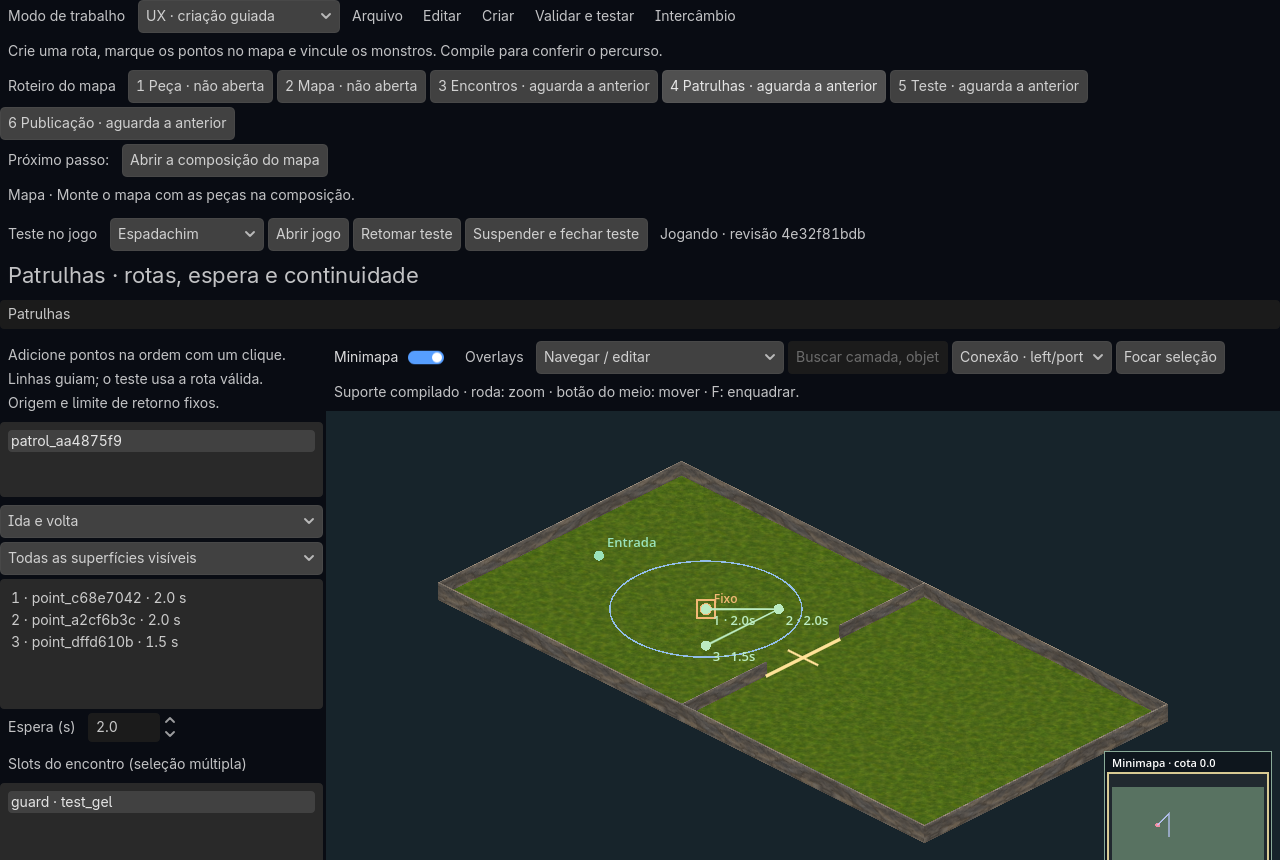 Modo de trabalho UX · criação guiada Arquivo Editar Criar Validar e testar Intercâmbio
Crie uma rota, marque os pontos no mapa e vincule os monstros. Compile para conferir o percurso.
Roteiro do mapa 1 Peça · não aberta 2 Mapa · não aberta 3 Encontros · aguarda a anterior 4 Patrulhas · aguarda a anterior 5 Teste · aguarda a anterior
6 Publicação · aguarda a anterior
Próximo passo: Abrir a composição do mapa
Mapa · Monte o mapa com as peças na composição.
Teste no jogo Espadachim Abrir jogo Retomar teste Suspender e fechar teste Jogando · revisão 4e32f81bdb
Patrulhas · rotas, espera e continuidade
Patrulhas
Adicione pontos na ordem com um clique.
Linhas guiam; o teste usa a rota válida.
Origem e limite de retorno fixos.
patrol_aa4875f9
Ida e volta
Todas as superfícies visíveis
1 · point_c68e7042 · 2.0 s
2 · point_a2cf6b3c · 2.0 s
3 · point_dffd610b · 1.5 s
Espera (s) 2.0
Slots do encontro (seleção múltipla)
guard · test_gel
Minimapa Overlays Navegar / editar Buscar camada, objet Conexão · left/port Focar seleção
Suporte compilado · roda: zoom · botão do meio: mover · F: enquadrar.
Entrada
Fixo
1 · 2.0s
2 · 2.0s
3 · 1.5s
Minimapa · cota 0.0